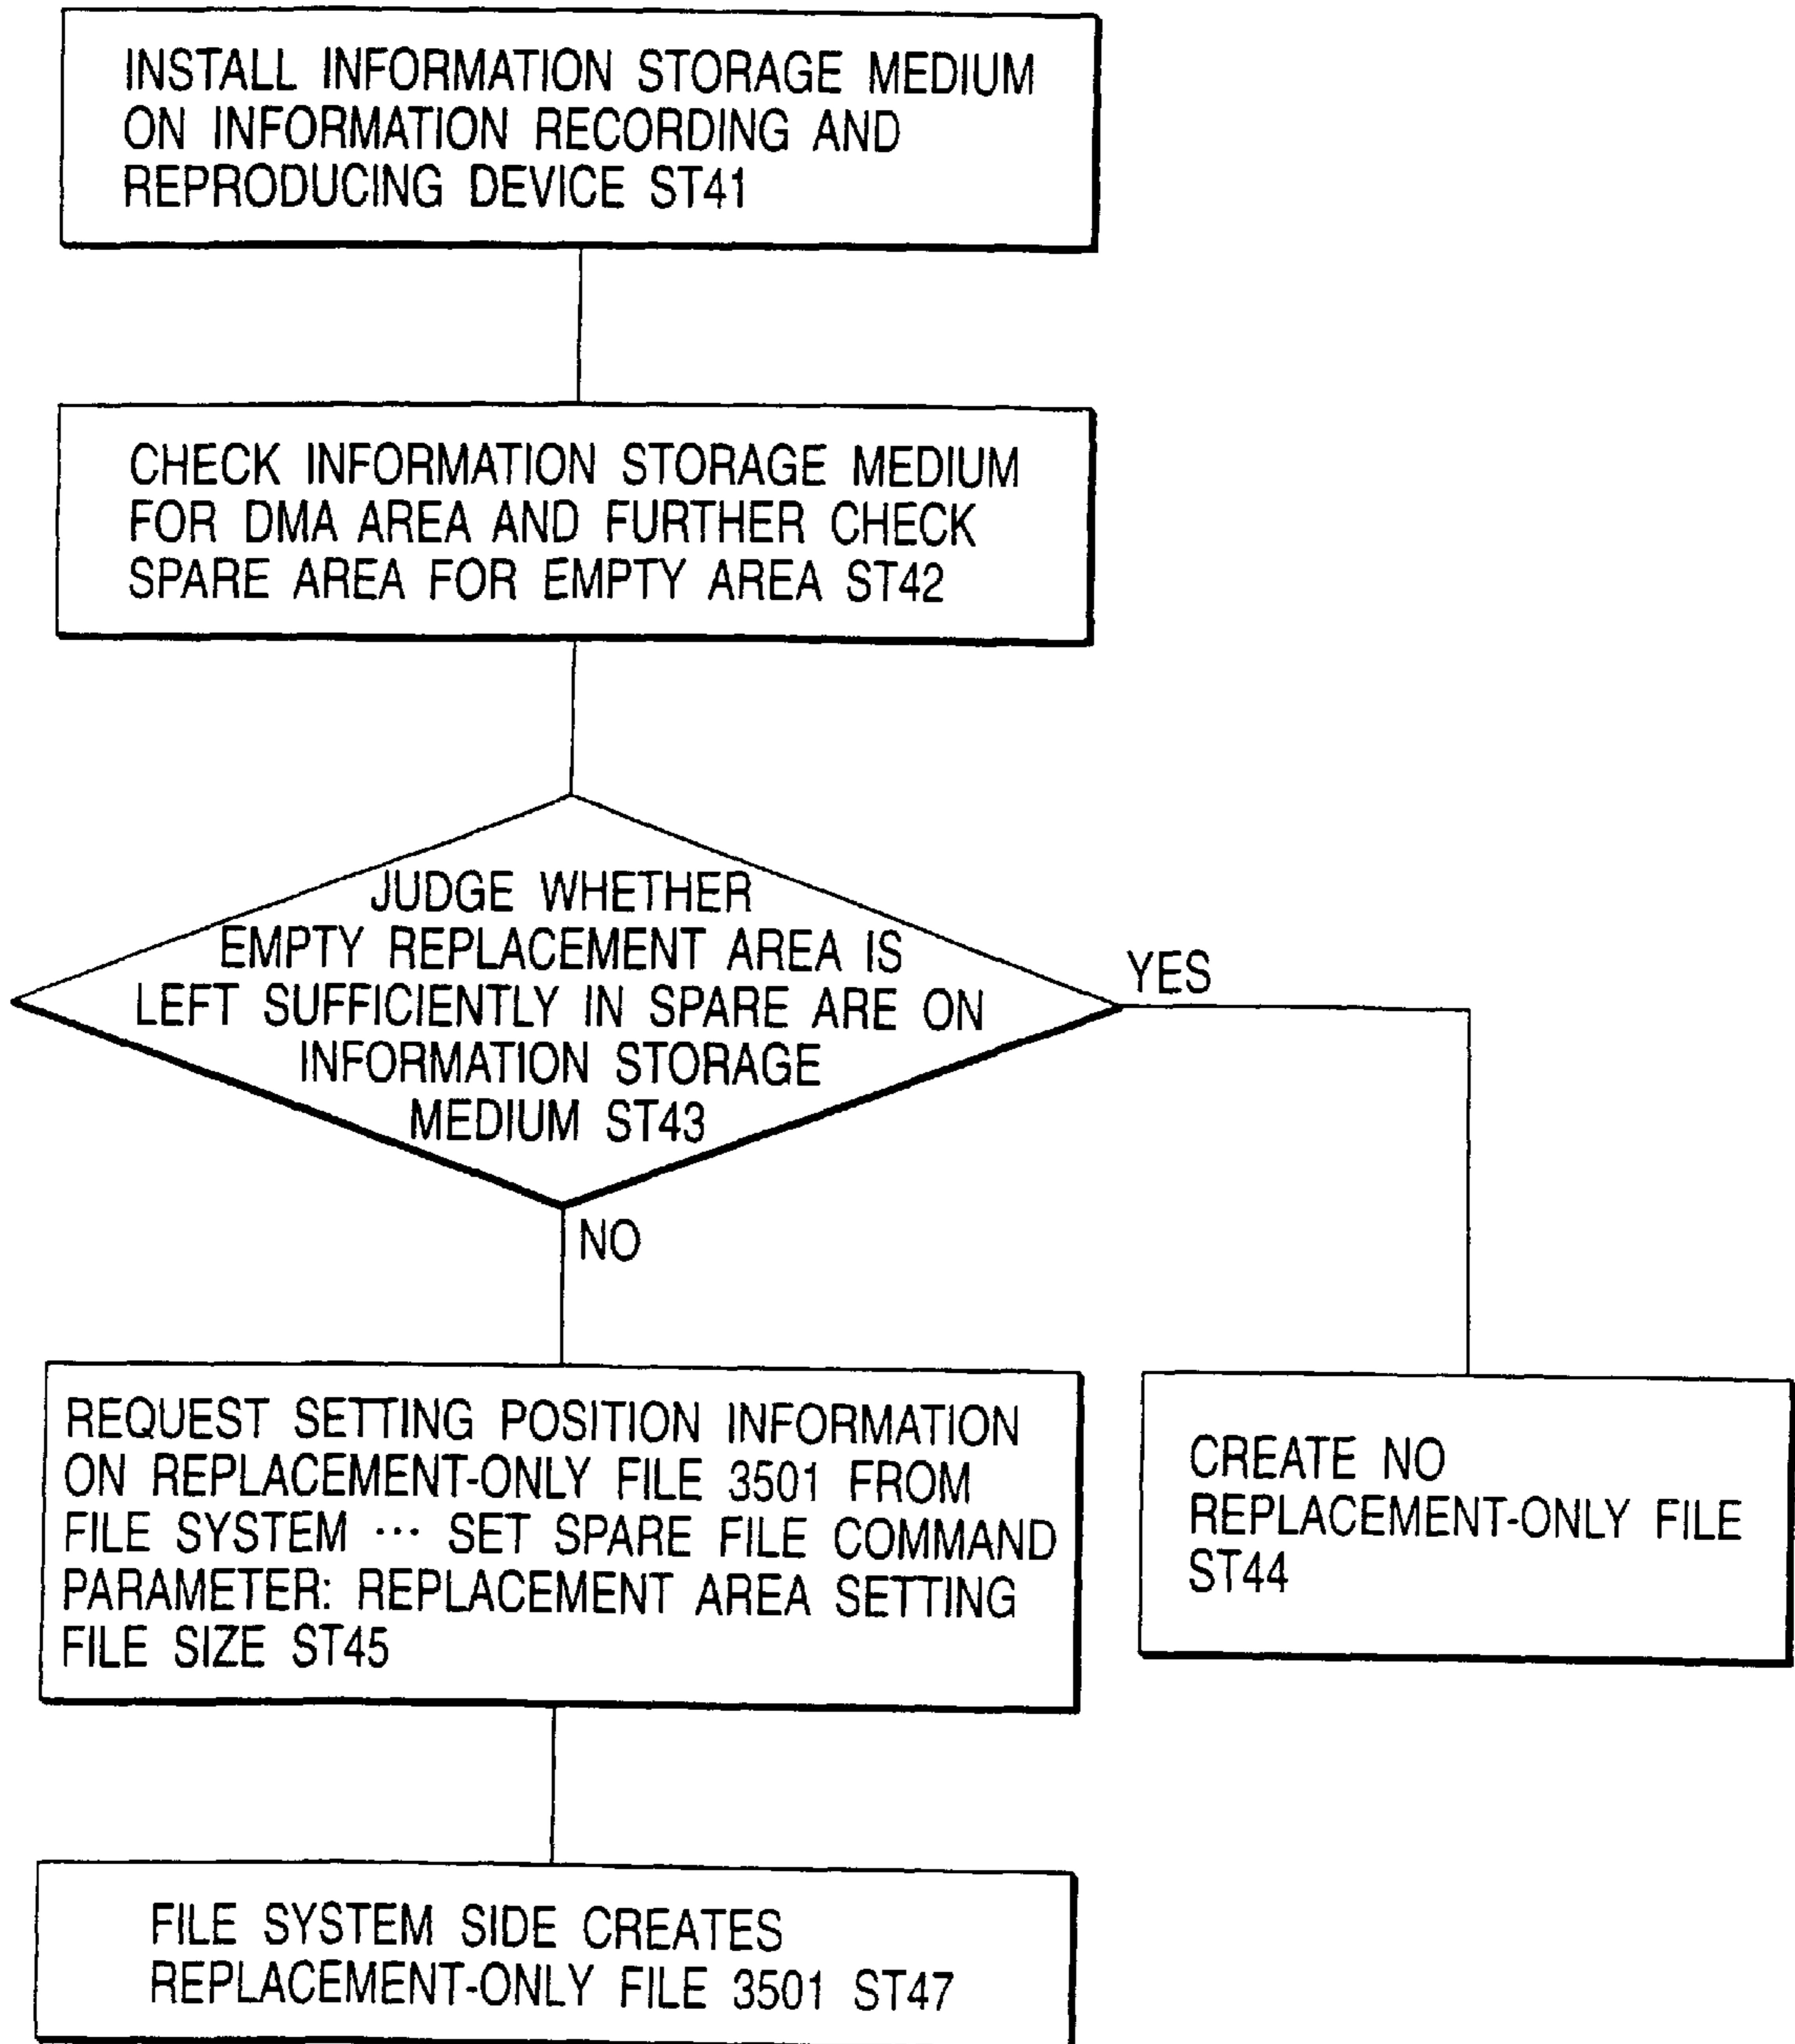 INSTALL INFORMATION STORAGE MEDIUM
ON INFORMATION RECORDING AND
REPRODUCING DEVICE ST41
CHECK INFORMATION STORAGE MEDIUM
FOR DMA AREA AND FURTHER CHECK
SPARE AREA FOR EMPTY AREA ST42
JUDGE WHETHER
EMPTY REPLACEMENT AREA IS
LEFT SUFFICIENTLY IN SPARE ARE ON
INFORMATION STORAGE
MEDIUM ST43
YES
NO
REQUEST SETTING POSITION INFORMATION
ON REPLACEMENT-ONLY FILE 3501 FROM
FILE SYSTEM ··· SET SPARE FILE COMMAND
PARAMETER: REPLACEMENT AREA SETTING
FILE SIZE ST45
CREATE NO
REPLACEMENT-ONLY FILE
ST44
FILE SYSTEM SIDE CREATES
REPLACEMENT-ONLY FILE 3501 ST47